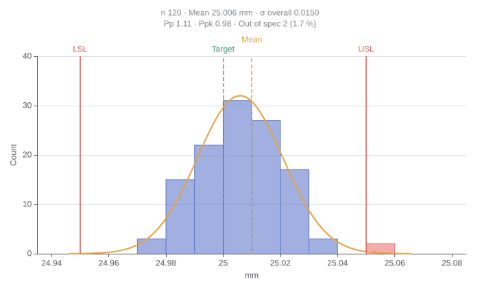 n 120 · Mean 25.006 mm · σ overall 0.0150
Pp 1.11 · Ppk 0.98 · Out of spec 2 (1.7 %)
Mean
LSL
Target
USL
40
30
20
10
0
Count
24.94
24.96
24.98
25
25.02
25.04
25.06
25.08
mm